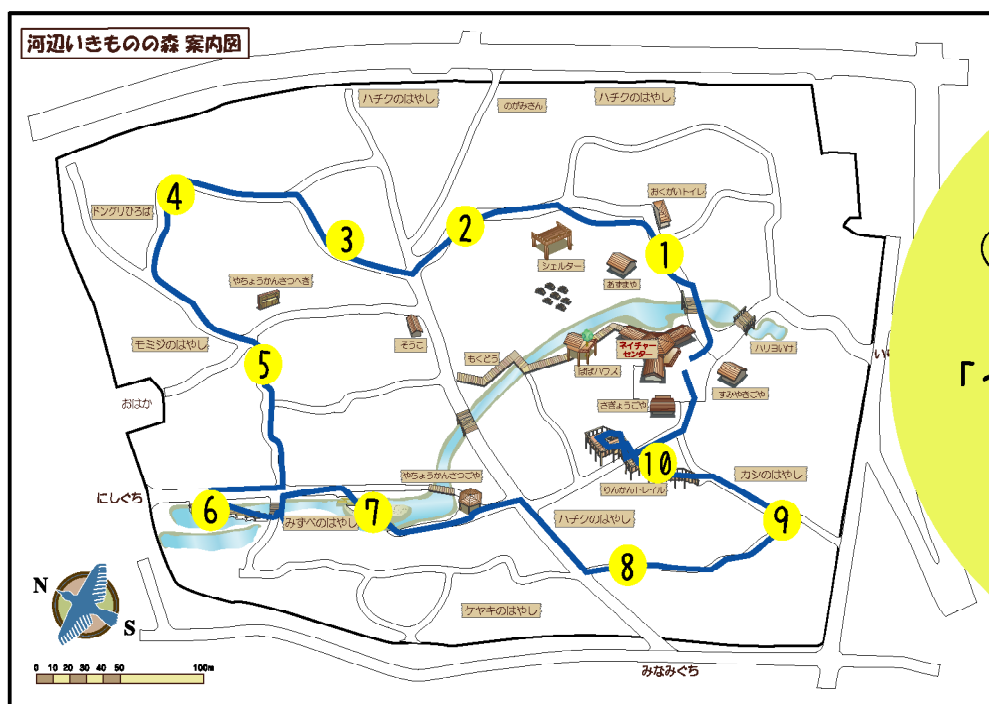 河辺いきものの森 案内図
ハチクのはやし
のがみさん
ハチクのはやし
おくがいトイレ
ドングリひろば
4
3
2
1
シェルター
あずまや
やちょうかんさつへき
そうこ
モミジのはやし
5
もくどう
ばばハウス
ネイチャー
センター
ハリヨいけ
すみやきごや
おはか
さぎょうごや
やちょうかんさつごや
10
りんかんトレイル
カシのはやし
にしぐち
6
みずべのはやし
7
ハチクのはやし
9
8
ケヤキのはやし
みなみぐち
N
S
0 10 20 30 40 50 100m